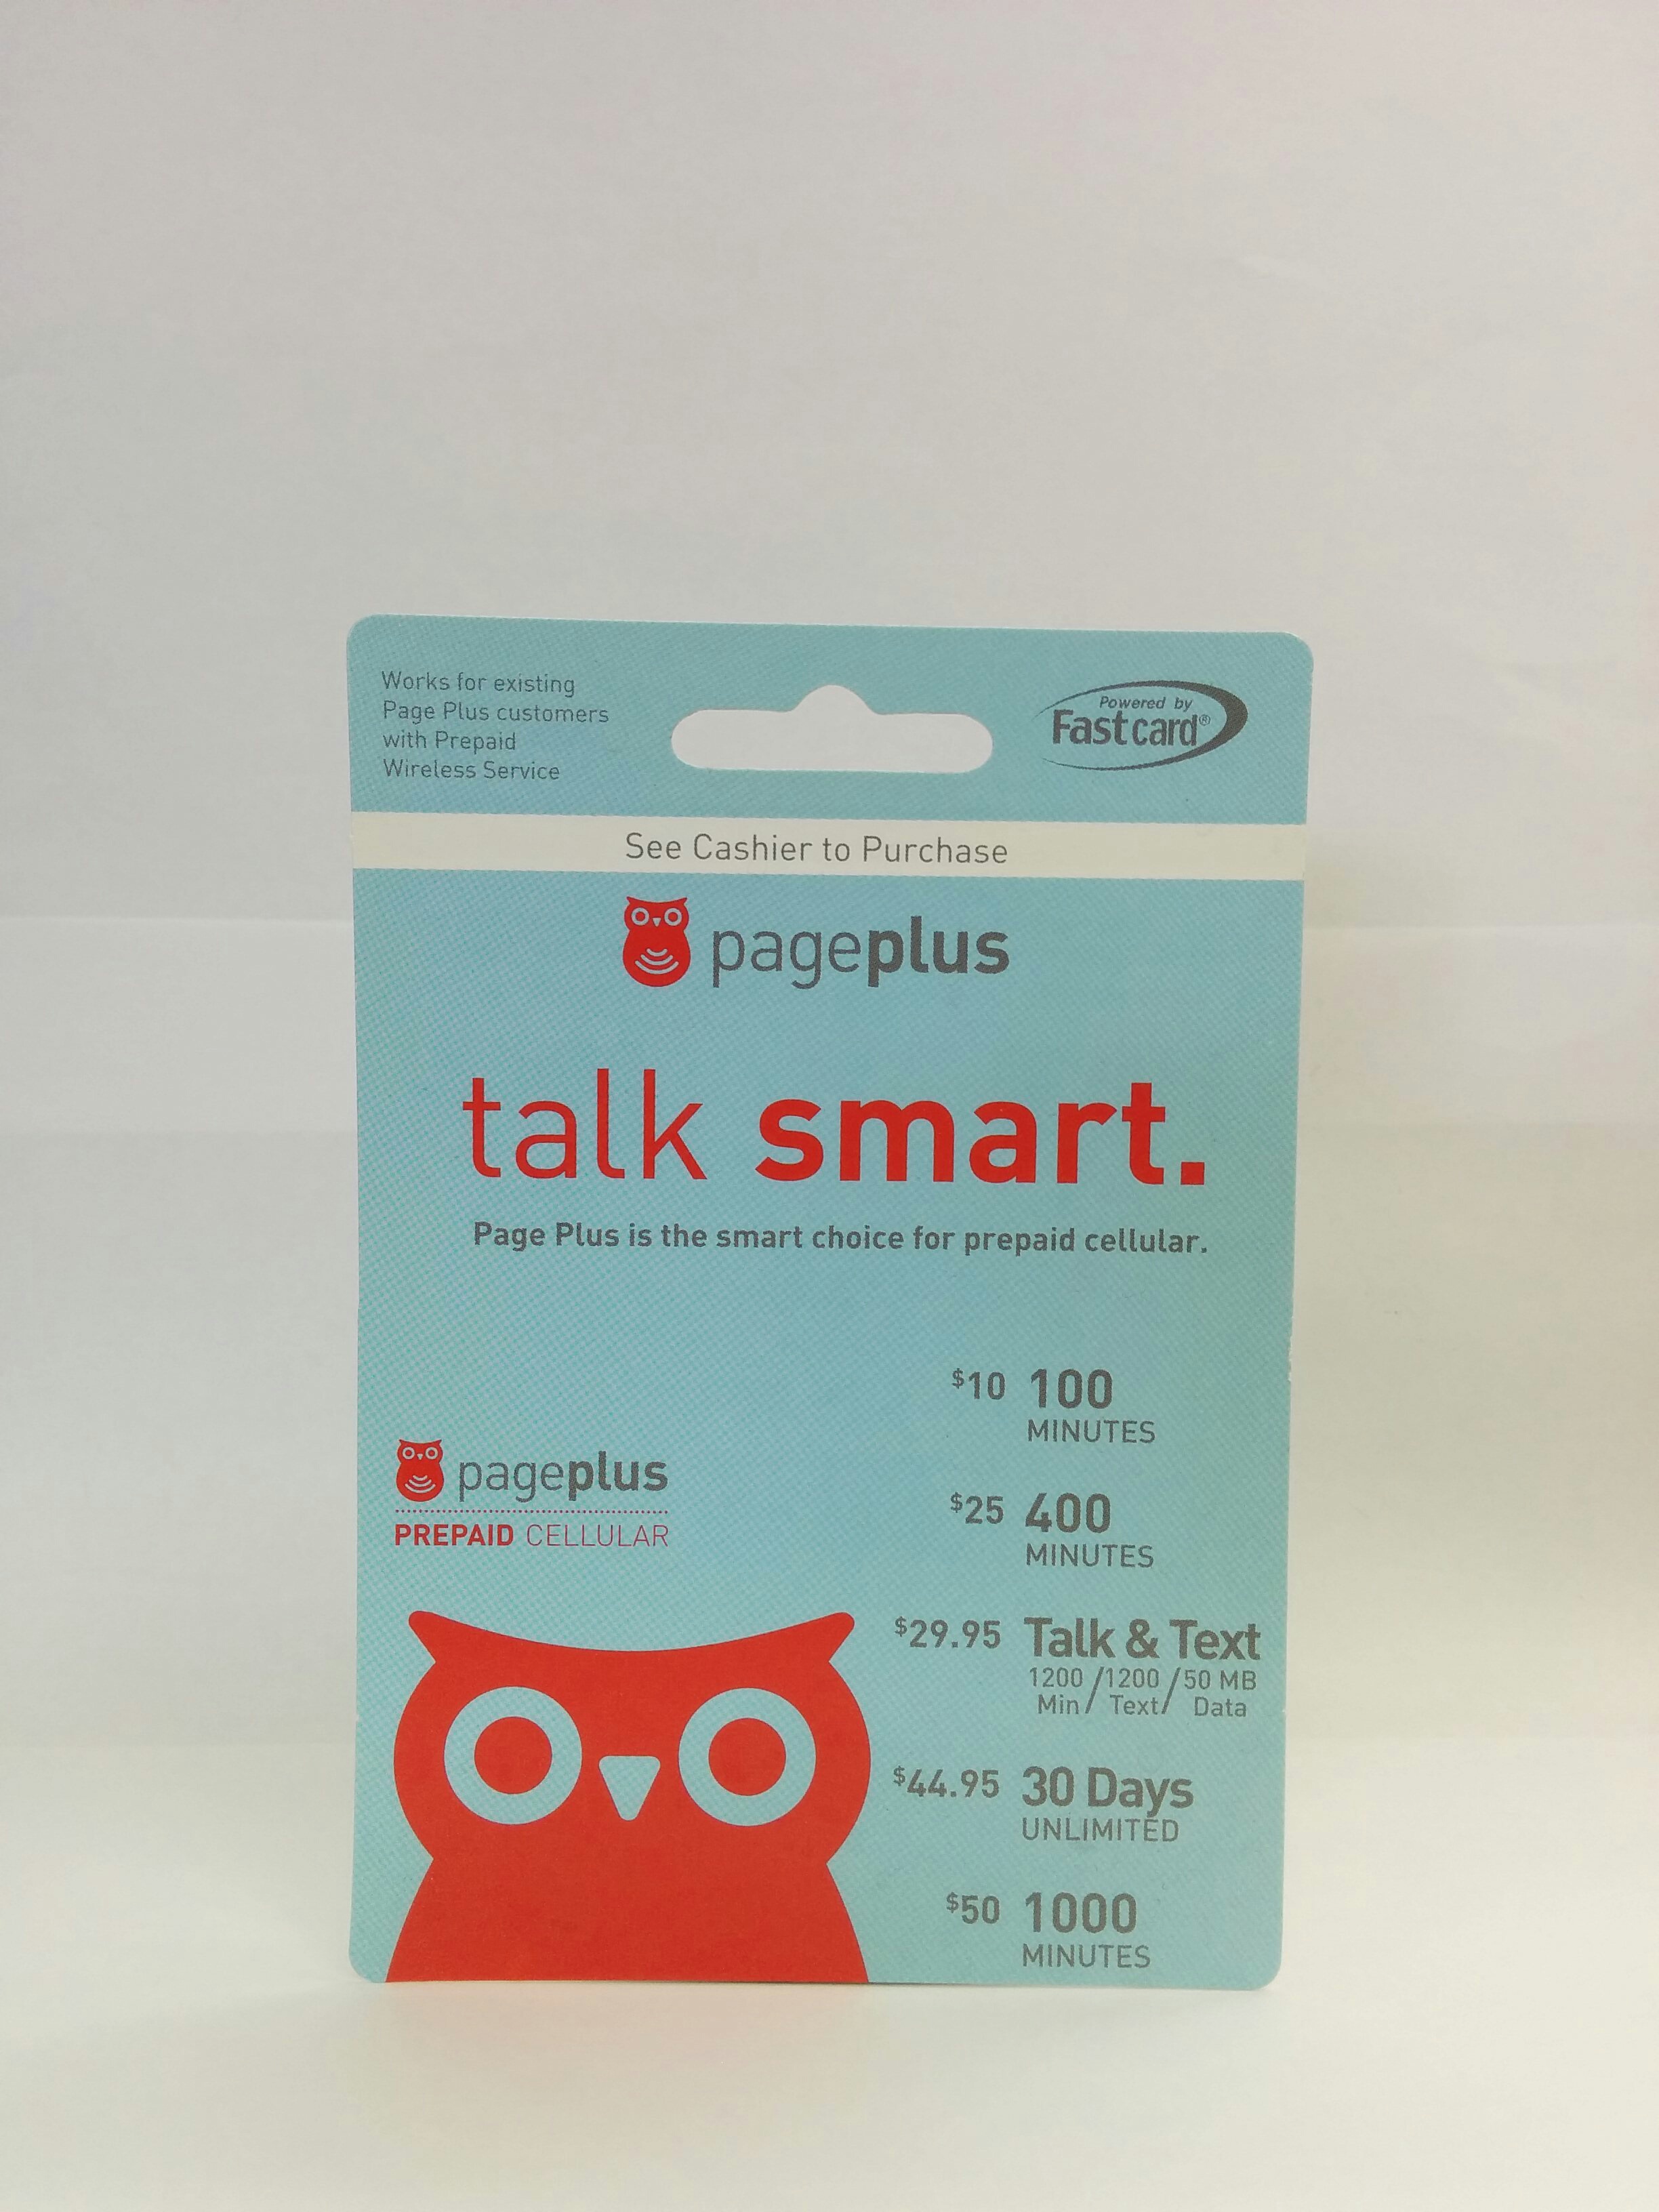 Works for existing
Page Plus customers
with Prepaid
Wireless Service
Powered by
Fastcard®
See Cashier to Purchase
pageplus
talk smart.
Page Plus is the smart choice for prepaid cellular.
$10 100
MINUTES
$25 400
MINUTES
pageplus
PREPAID CELLULAR
$29.95 Talk & Text
1200 / 1200 / 50 MB
Min / Text / Data
$44.95 30 Days
UNLIMITED
$50 1000
MINUTES